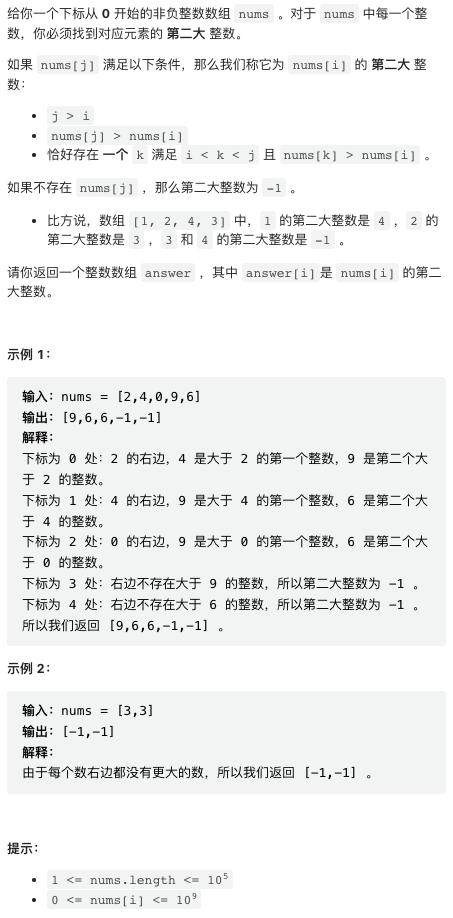 给你一个下标从 0 开始的非负整数数组 nums 。对于 nums 中每一个整
数，你必须找到对应元素的 第二大 整数。
如果 nums[j] 满足以下条件，那么我们称它为 nums[i] 的 第二大 整
数：
• j > i
• nums[j] > nums[i]
• 恰好存在 一个 k 满足 i < k < j 且 nums[k] > nums[i] 。
如果不存在 nums[j] ，那么第二大整数为 -1 。
• 比方说，数组 [1, 2, 4, 3] 中，1 的第二大整数是 4 ，2 的
第二大整数是 3 ，3 和 4 的第二大整数是 -1 。
请你返回一个整数数组 answer ，其中 answer[i]是 nums[i] 的第二
大整数。
示例 1：
输入：nums = [2,4,0,9,6]
输出：[9,6,6,-1,-1]
解释：
下标为 0 处：2 的右边，4 是大于 2 的第一个整数，9 是第二个大
于 2 的整数。
下标为 1 处：4 的右边，9 是大于 4 的第一个整数，6 是第二个大
于 4 的整数。
下标为 2 处：0 的右边，9 是大于 0 的第一个整数，6 是第二个大
于 0 的整数。
下标为 3 处：右边不存在大于 9 的整数，所以第二大整数为 -1 。
下标为 4 处：右边不存在大于 6 的整数，所以第二大整数为 -1 。
所以我们返回 [9,6,6,-1,-1] 。
示例 2：
输入：nums = [3,3]
输出：[-1,-1]
解释：
由于每个数右边都没有更大的数，所以我们返回 [-1,-1] 。
提示：
• 1 <= nums.length <= 10⁵
• 0 <= nums[i] <= 10⁹